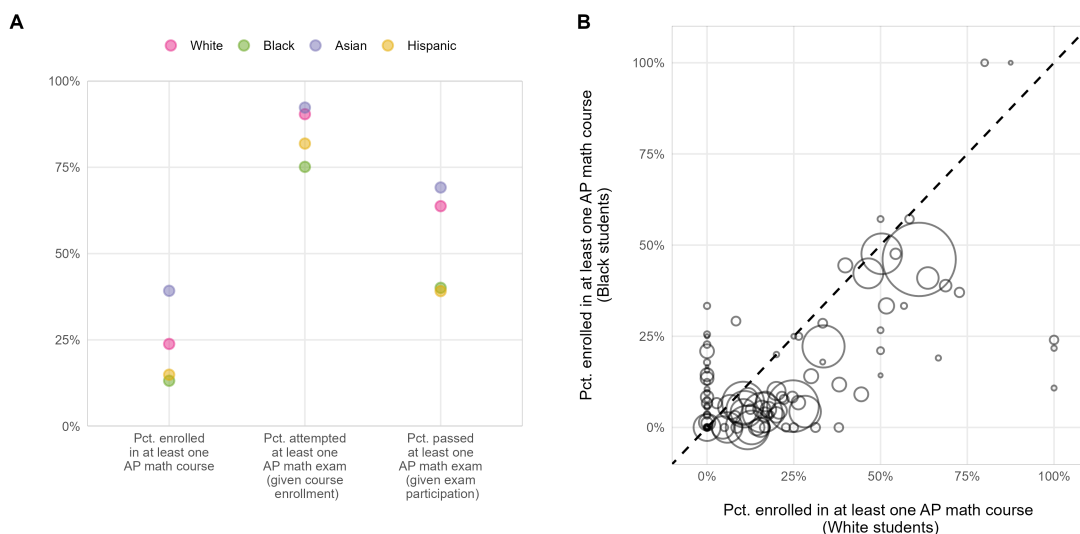 A
White Black Asian Hispanic
100%
75%
50%
25%
0%
Pct. enrolled
in at least one
AP math course
Pct. attempted
at least one
AP math exam
(given course
enrollment)
Pct. passed
at least one
AP math exam
(given exam
participation)
B
Pct. enrolled in at least one AP math course
(Black students)
100%
75%
50%
25%
0%
0% 25% 50% 75% 100%
Pct. enrolled in at least one AP math course
(White students)